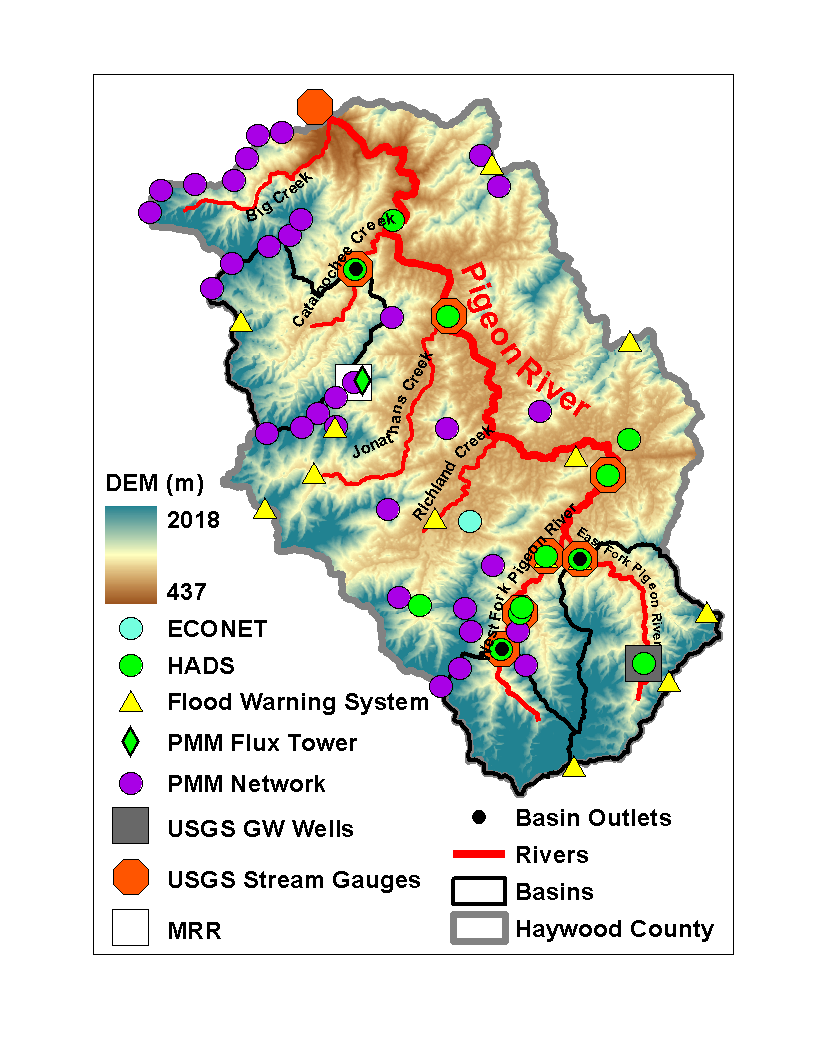 Big Creek
Cataloochee Creek
Pigeon River
Jonathans Creek
Richland Creek
West Fork Pigeon River
East Fork Pigeon River
DEM (m)
2018
437
ECONET
HADS
Flood Warning System
PMM Flux Tower
PMM Network
USGS GW Wells
USGS Stream Gauges
MRR
Basin Outlets
Rivers
Basins
Haywood County